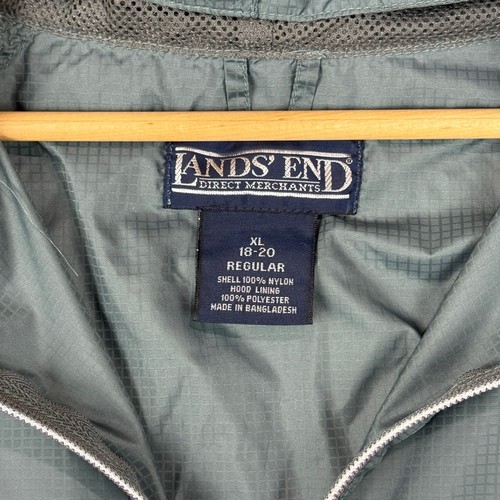 LANDS' END®
DIRECT MERCHANTS
XL
18-20
REGULAR
SHELL 100% NYLON
HOOD LINING
100% POLYESTER
MADE IN BANGLADESH